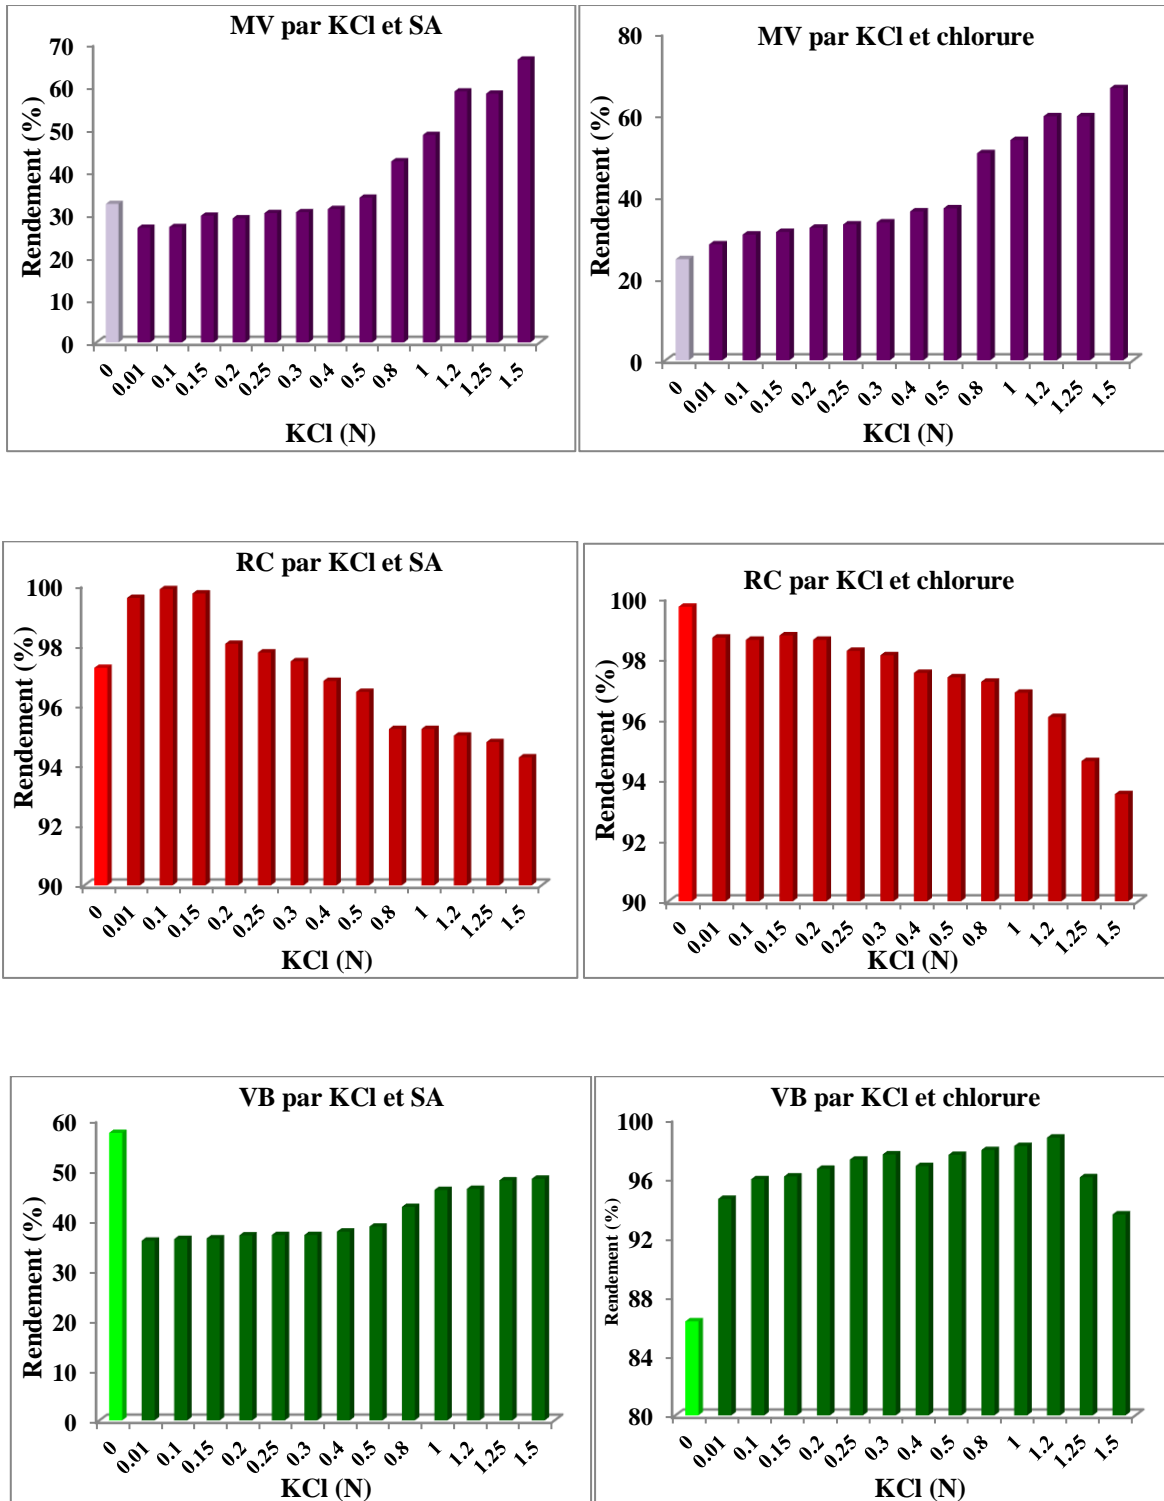 MV par KCl et SA
Rendement (%)
70
60
50
40
30
20
10
0
0 0.01 0.1 0.15 0.2 0.25 0.3 0.4 0.5 0.8 1 1.2 1.25 1.5
KCl (N)
MV par KCl et chlorure
Rendement (%)
80
60
40
20
0
0 0.01 0.1 0.15 0.2 0.25 0.3 0.4 0.5 0.8 1 1.2 1.25 1.5
KCl (N)
RC par KCl et SA
Rendement (%)
100
98
96
94
92
90
0 0.01 0.1 0.15 0.2 0.25 0.3 0.4 0.5 0.8 1 1.2 1.25 1.5
KCl (N)
RC par KCl et chlorure
Rendement (%)
100
98
96
94
92
90
0 0.01 0.1 0.15 0.2 0.25 0.3 0.4 0.5 0.8 1 1.2 1.25 1.5
KCl (N)
VB par KCl et SA
Rendement (%)
60
50
40
30
20
10
0
0 0.01 0.1 0.15 0.2 0.25 0.3 0.4 0.5 0.8 1 1.2 1.25 1.5
KCl (N)
VB par KCl et chlorure
Rendement (%)
100
96
92
88
84
80
0 0.01 0.1 0.15 0.2 0.25 0.3 0.4 0.5 0.8 1 1.2 1.25 1.5
KCl (N)